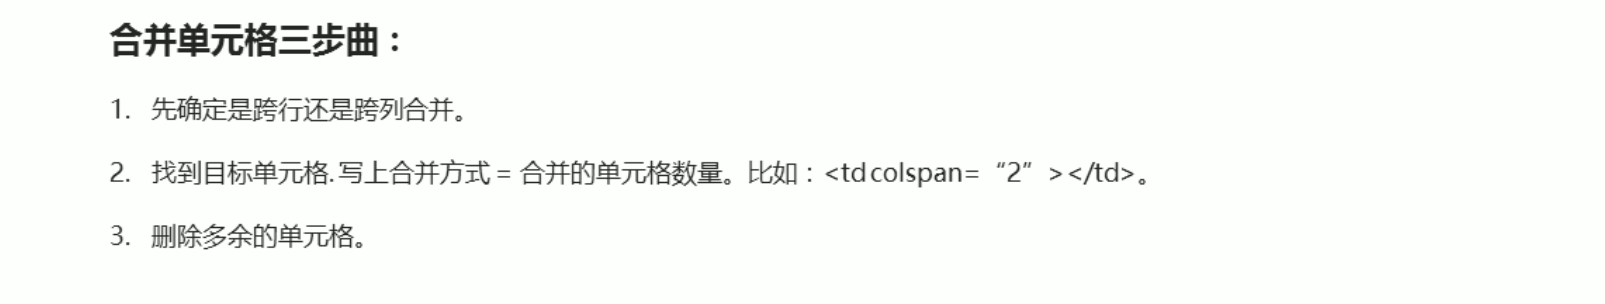 合并单元格三步曲：
1. 先确定是跨行还是跨列合并。
2. 找到目标单元格. 写上合并方式 = 合并的单元格数量。比如：<td colspan=“2”></td>。
3. 删除多余的单元格。